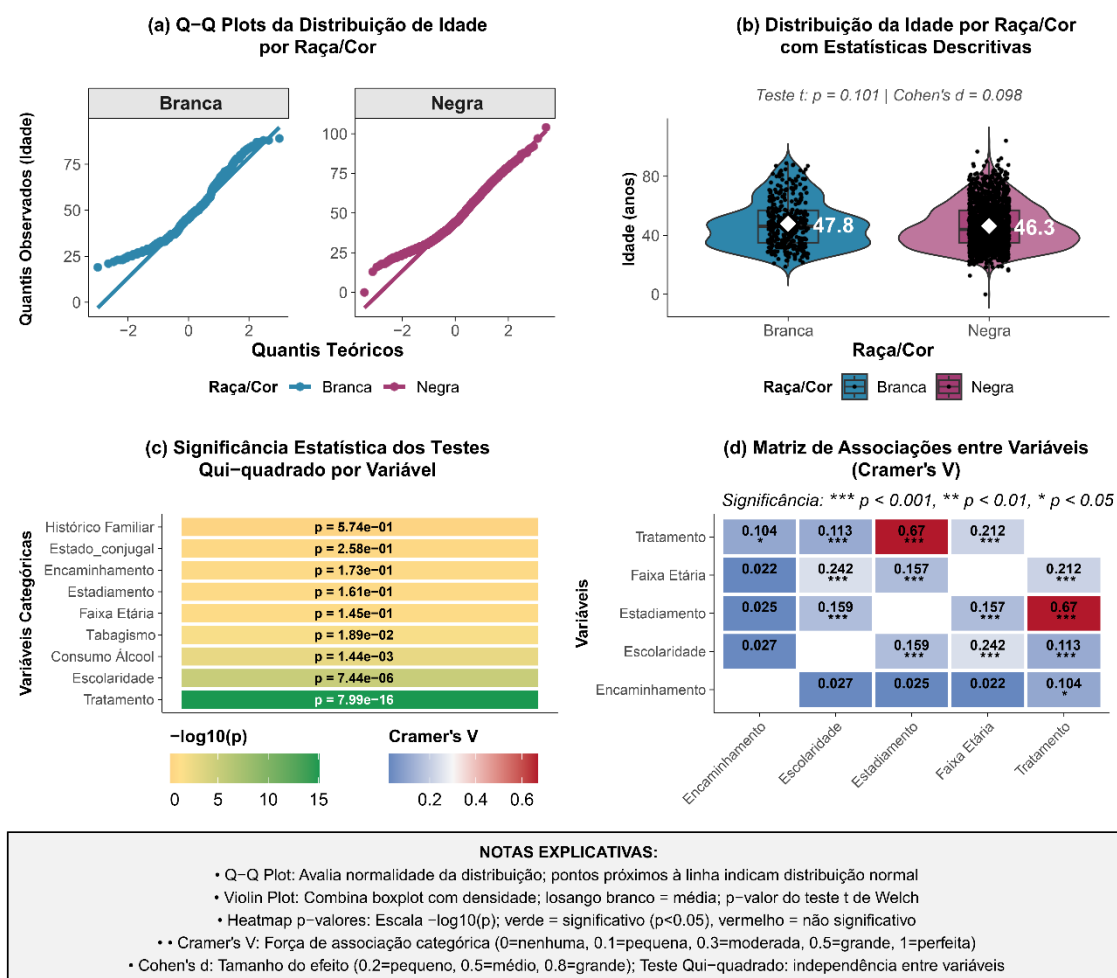 (a) Q−Q Plots da Distribuição de Idade
por Raça/Cor
Branca
Negra
Quantis Observados (Idade)
75
50
25
0
100
75
50
25
0
−2
0
2
−2
0
2
Quantis Teóricos
Raça/Cor
Branca
Negra
(b) Distribuição da Idade por Raça/Cor
com Estatísticas Descritivas
Teste t: p = 0.101 | Cohen's d = 0.098
Idade (anos)
80
40
0
47.8
46.3
Branca
Negra
Raça/Cor
Raça/Cor
Branca
Negra
(c) Significância Estatística dos Testes
Qui−quadrado por Variável
Variáveis Categóricas
Histórico Familiar
p = 5.74e−01
Estado_conjugal
p = 2.58e−01
Encaminhamento
p = 1.73e−01
Estadiamento
p = 1.61e−01
Faixa Etária
p = 1.45e−01
Tabagismo
p = 1.89e−02
Consumo Álcool
p = 1.44e−03
Escolaridade
p = 7.44e−06
Tratamento
p = 7.99e−16
−log10(p)
0 5 10 15
Cramer's V
0.2 0.4 0.6
(d) Matriz de Associações entre Variáveis
(Cramer's V)
Significância: *** p < 0.001, ** p < 0.01, * p < 0.05
Variáveis
Tratamento
0.104 0.113 0.67 0.212
* *** *** ***
Faixa Etária
0.022 0.242 0.157 0.212
*** *** ***
Estadiamento
0.025 0.159 0.157 0.67
*** *** ***
Escolaridade
0.027 0.159 0.242 0.113
*** *** ***
Encaminhamento
0.027 0.025 0.022 0.104
*
Encaminhamento
Escolaridade
Estadiamento
Faixa Etária
Tratamento
NOTAS EXPLICATIVAS:
• Q−Q Plot: Avalia normalidade da distribuição; pontos próximos à linha indicam distribuição normal
• Violin Plot: Combina boxplot com densidade; losango branco = média; p−valor do teste t de Welch
• Heatmap p−valores: Escala −log10(p); verde = significativo (p<0.05), vermelho = não significativo
• • Cramer's V: Força de associação categórica (0=nenhuma, 0.1=pequena, 0.3=moderada, 0.5=grande, 1=perfeita)
• Cohen's d: Tamanho do efeito (0.2=pequeno, 0.5=médio, 0.8=grande); Teste Qui−quadrado: independência entre variáveis